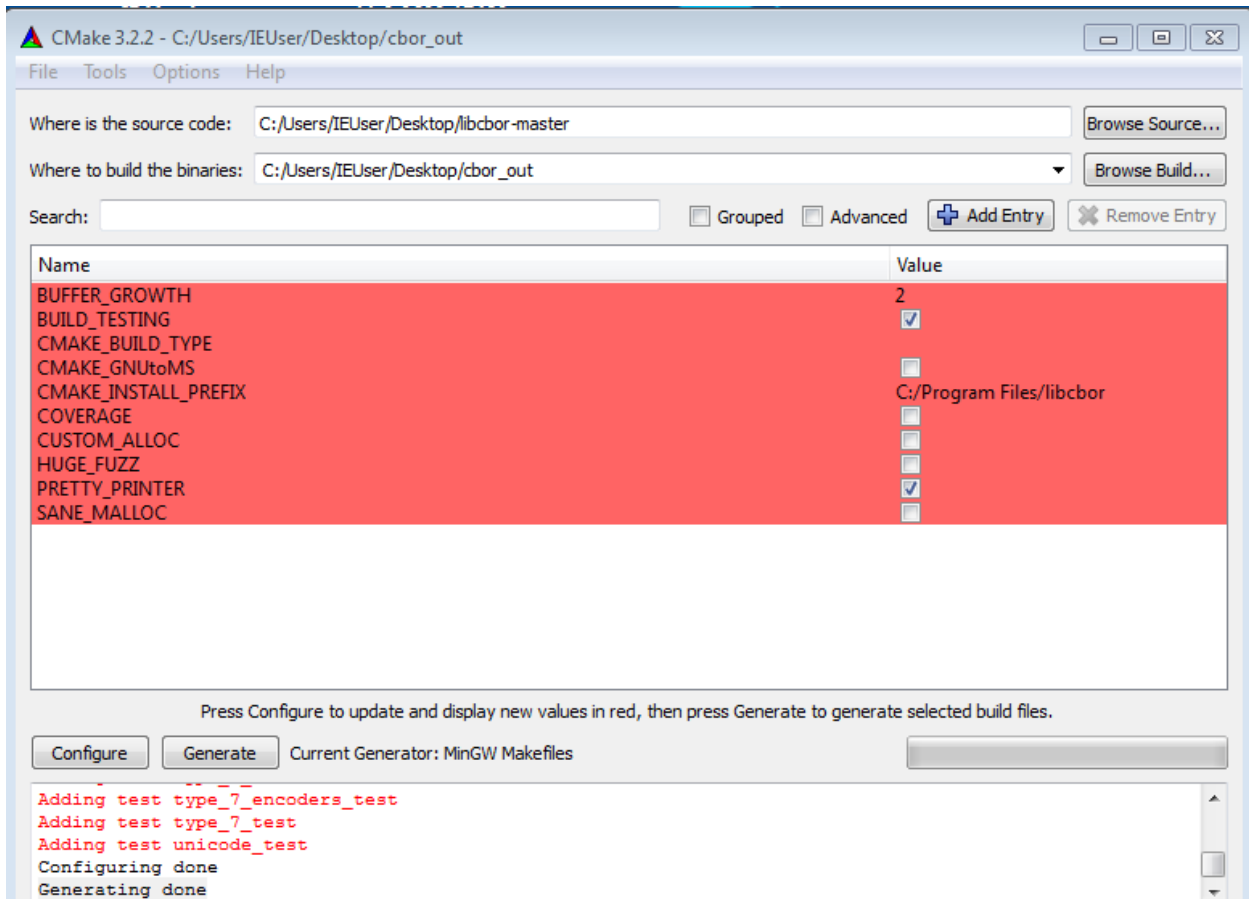 CMake 3.2.2 - C:/Users/IEUser/Desktop/cbor_out
File Tools Options Help
Where is the source code: C:/Users/IEUser/Desktop/libcbor-master Browse Source...
Where to build the binaries: C:/Users/IEUser/Desktop/cbor_out Browse Build...
Search: Grouped Advanced Add Entry Remove Entry
Name Value
BUFFER_GROWTH 2
BUILD_TESTING
CMAKE_BUILD_TYPE
CMAKE_GNUtoMS
CMAKE_INSTALL_PREFIX C:/Program Files/libcbor
COVERAGE
CUSTOM_ALLOC
HUGE_FUZZ
PRETTY_PRINTER
SANE_MALLOC
Press Configure to update and display new values in red, then press Generate to generate selected build files.
Configure Generate Current Generator: MinGW Makefiles
Adding test type_7_encoders_test
Adding test type_7_test
Adding test unicode_test
Configuring done
Generating done